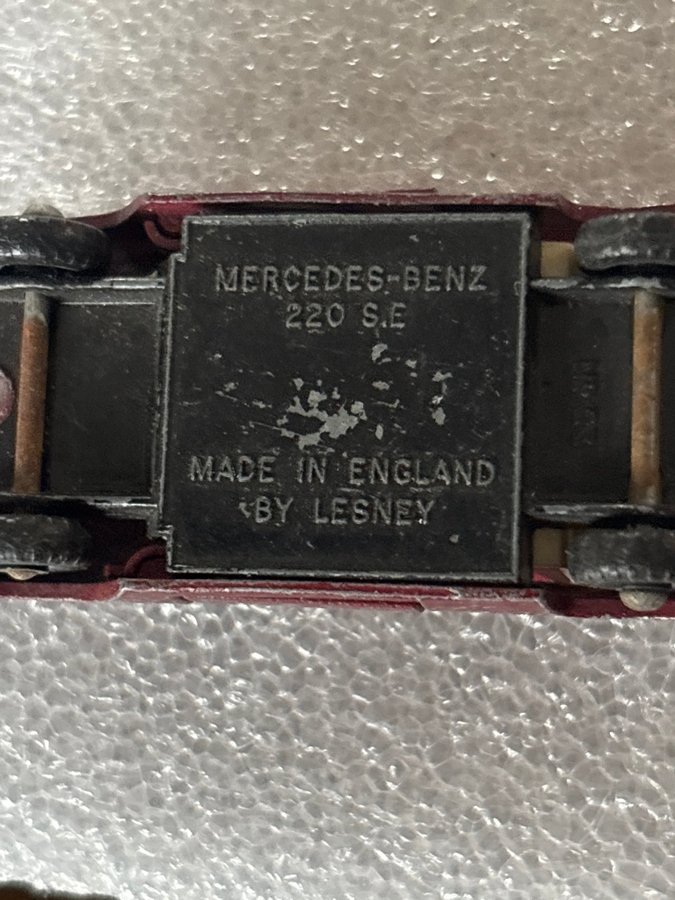 MERCEDES-BENZ
220 S.E
MADE IN ENGLAND
BY LESNEY